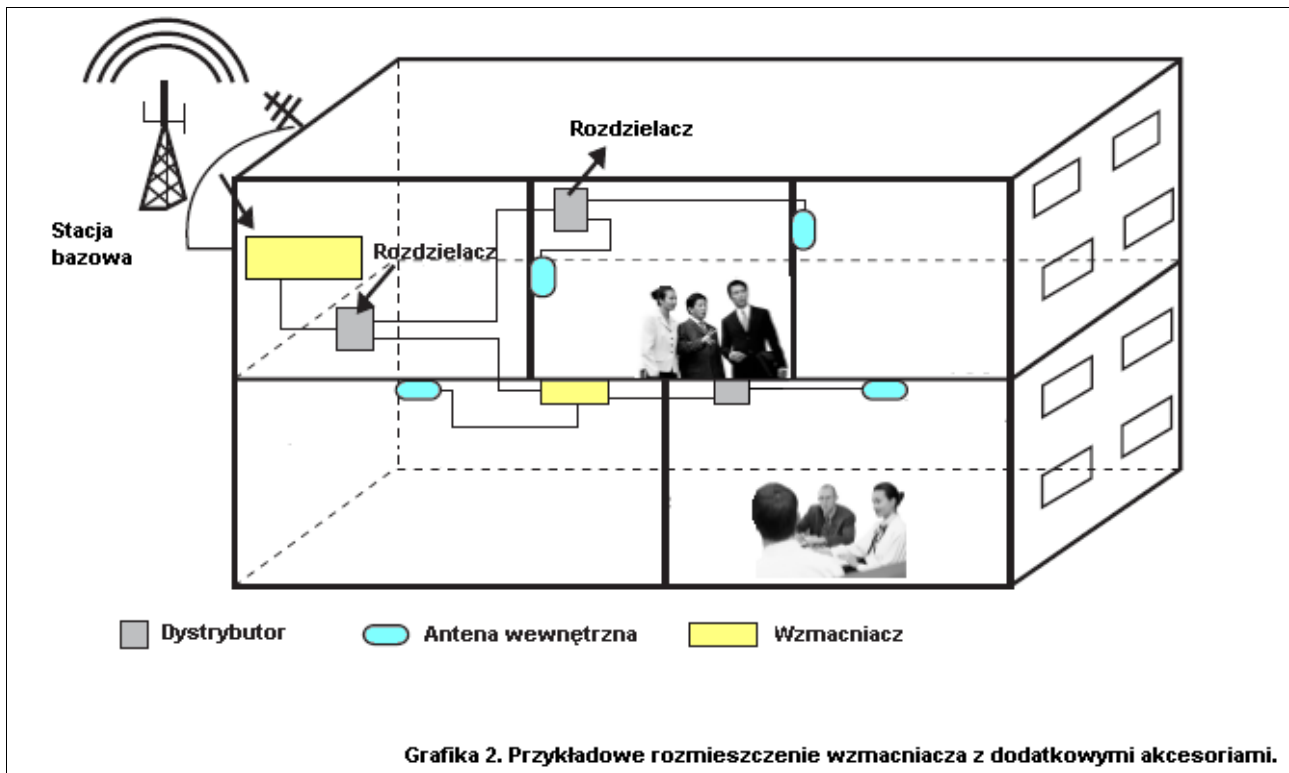 Rozdzielacz
Stacja
bazowa
Rozdzielacz
Dystrybutor
Antena wewnętrzna
Wzmacniacz
Grafika 2. Przykładowe rozmieszczenie wzmacniacza z dodatkowymi akcesoriami.